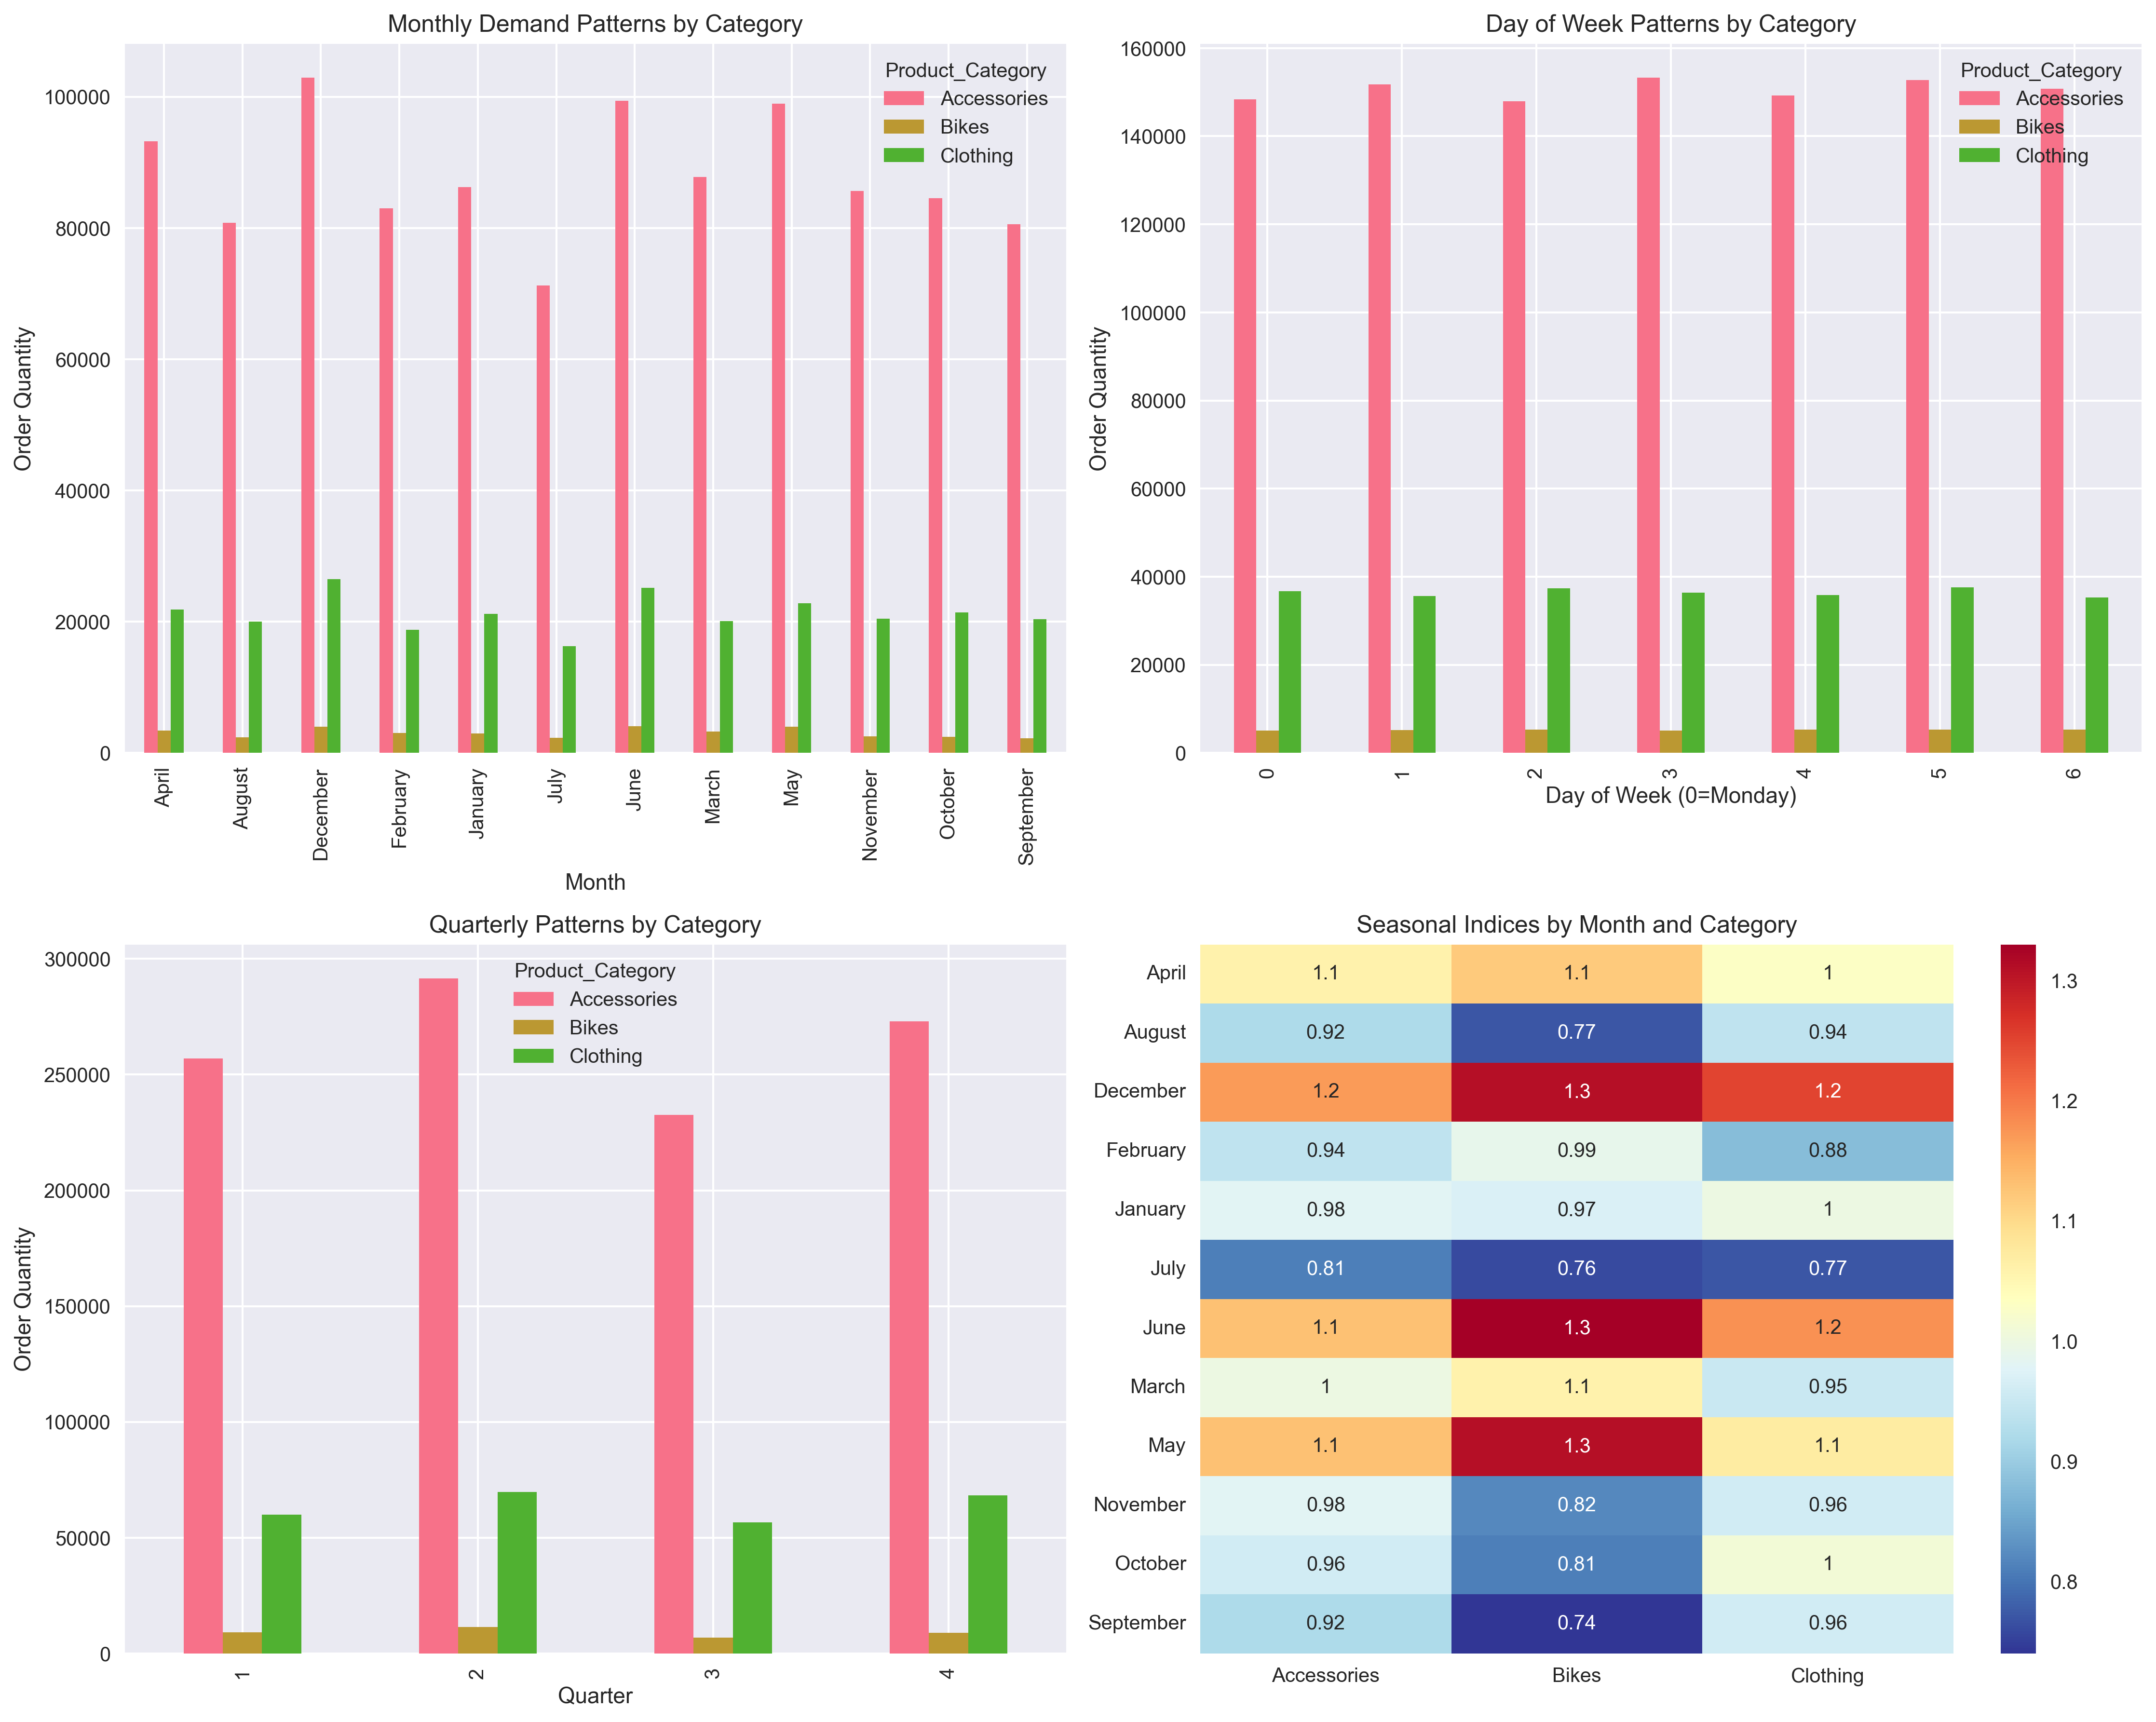 Monthly Demand Patterns by Category
Product_Category
Accessories
Bikes
Clothing
100000
80000
60000
40000
20000
0
Order Quantity
April
August
December
February
January
July
June
March
May
November
October
September
Month
Day of Week Patterns by Category
Product_Category
Accessories
Bikes
Clothing
160000
140000
120000
100000
80000
60000
40000
20000
0
Order Quantity
0
1
2
3
4
5
6
Day of Week (0=Monday)
Quarterly Patterns by Category
Product_Category
Accessories
Bikes
Clothing
300000
250000
200000
150000
100000
50000
0
Order Quantity
1
2
3
4
Quarter
Seasonal Indices by Month and Category
April 1.1 1.1 1
August 0.92 0.77 0.94
December 1.2 1.3 1.2
February 0.94 0.99 0.88
January 0.98 0.97 1
July 0.81 0.76 0.77
June 1.1 1.3 1.2
March 1 1.1 0.95
May 1.1 1.3 1.1
November 0.98 0.82 0.96
October 0.96 0.81 1
September 0.92 0.74 0.96
Accessories Bikes Clothing
1.3
1.2
1.1
1.0
0.9
0.8